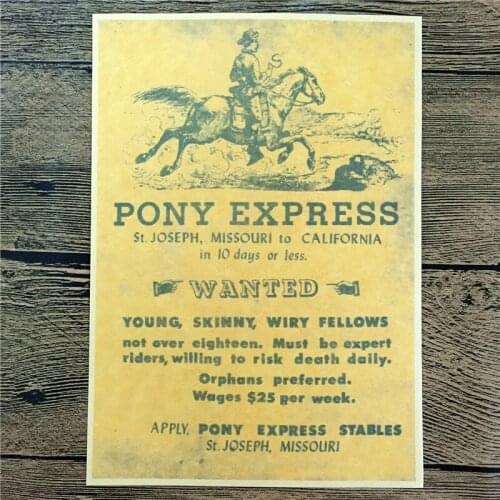 PONY EXPRESS
St. JOSEPH, MISSOURI to CALIFORNIA
in 10 days or less.
WANTED
YOUNG, SKINNY, WIRY FELLOWS
not over eighteen. Must be expert
riders, willing to risk death daily.
Orphans preferred.
Wages $25 per week.
APPLY, PONY EXPRESS STABLES
St. JOSEPH, MISSOURI